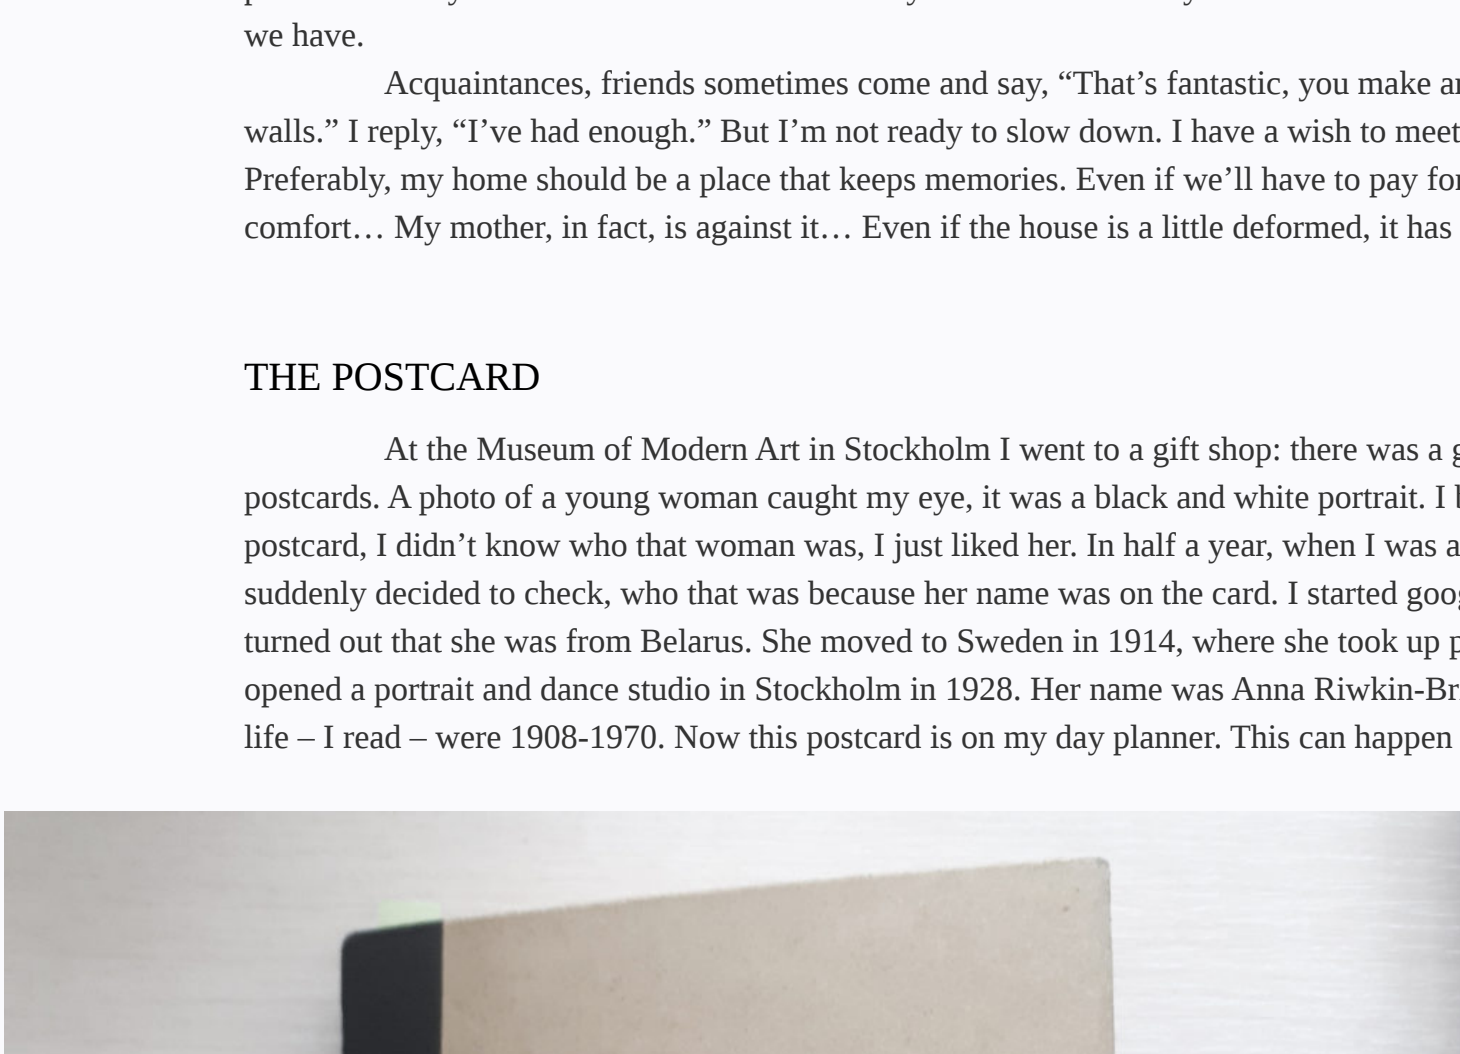 we have.
Acquaintances, friends sometimes come and say, “That’s fantastic, you make
walls.” I reply, “I’ve had enough.” But I’m not ready to slow down. I have a wish to meet
Preferably, my home should be a place that keeps memories. Even if we’ll have to pay for
comfort… My mother, in fact, is against it… Even if the house is a little deformed, it has
THE POSTCARD
At the Museum of Modern Art in Stockholm I went to a gift shop: there was a
postcards. A photo of a young woman caught my eye, it was a black and white portrait. I
postcard, I didn’t know who that woman was, I just liked her. In half a year, when I was
suddenly decided to check, who that was because her name was on the card. I started
turned out that she was from Belarus. She moved to Sweden in 1914, where she took up
opened a portrait and dance studio in Stockholm in 1928. Her name was Anna
life – I read – were 1908-1970. Now this postcard is on my day planner. This can happen